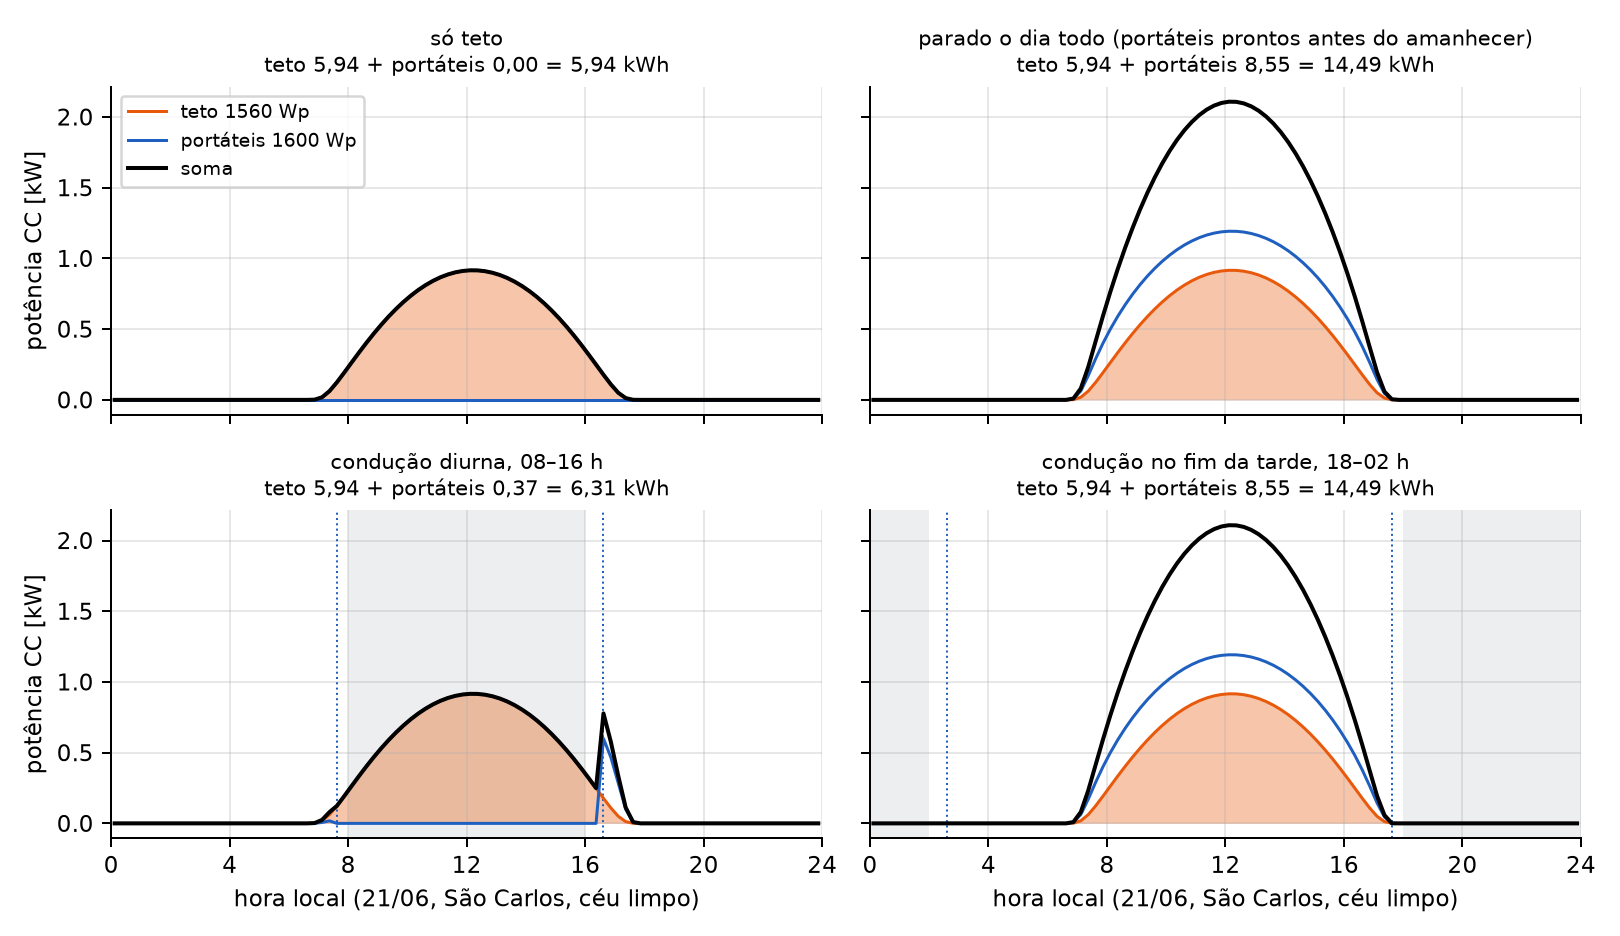 só teto
teto 5,94 + portáteis 0,00 = 5,94 kWh
teto 1560 Wp
portáteis 1600 Wp
soma
potência CC [kW]
2.0
1.5
1.0
0.5
0.0
parado o dia todo (portáteis prontos antes do amanhecer)
teto 5,94 + portáteis 8,55 = 14,49 kWh
condução diurna, 08–16 h
teto 5,94 + portáteis 0,37 = 6,31 kWh
potência CC [kW]
2.0
1.5
1.0
0.5
0.0
0 4 8 12 16 20 24
hora local (21/06, São Carlos, céu limpo)
condução no fim da tarde, 18–02 h
teto 5,94 + portáteis 8,55 = 14,49 kWh
0 4 8 12 16 20 24
hora local (21/06, São Carlos, céu limpo)